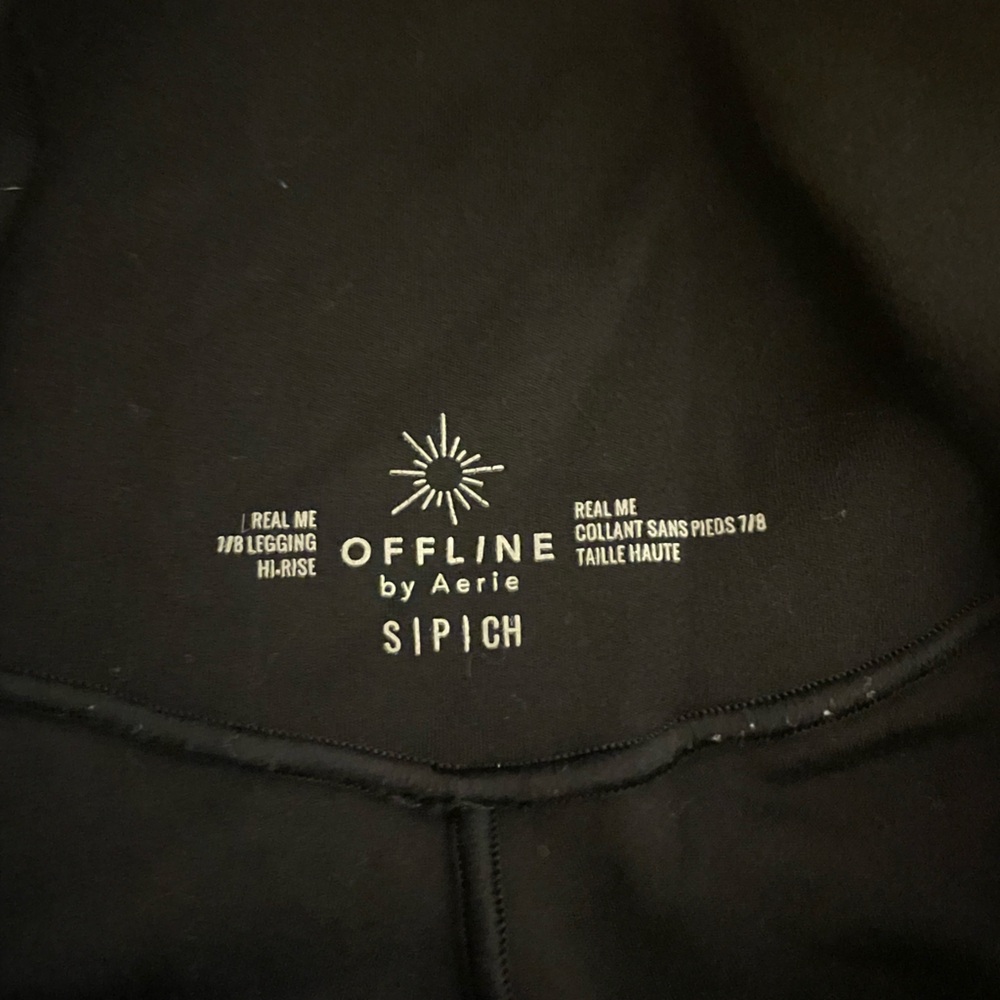 REAL ME
7/8 LEGGING
HI-RISE
OFFLINE
by Aerie
S|P|CH
REAL ME
COLLANT SANS PIEDS 7/8
TAILLE HAUTE